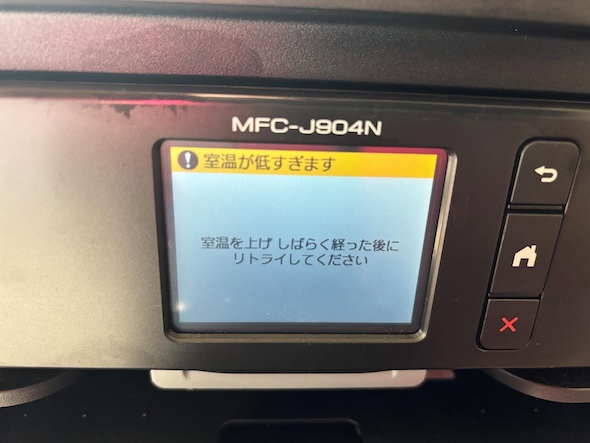 MFC-J904N
室温が低すぎます
室温を上げ しばらく経った後に
リトライしてください